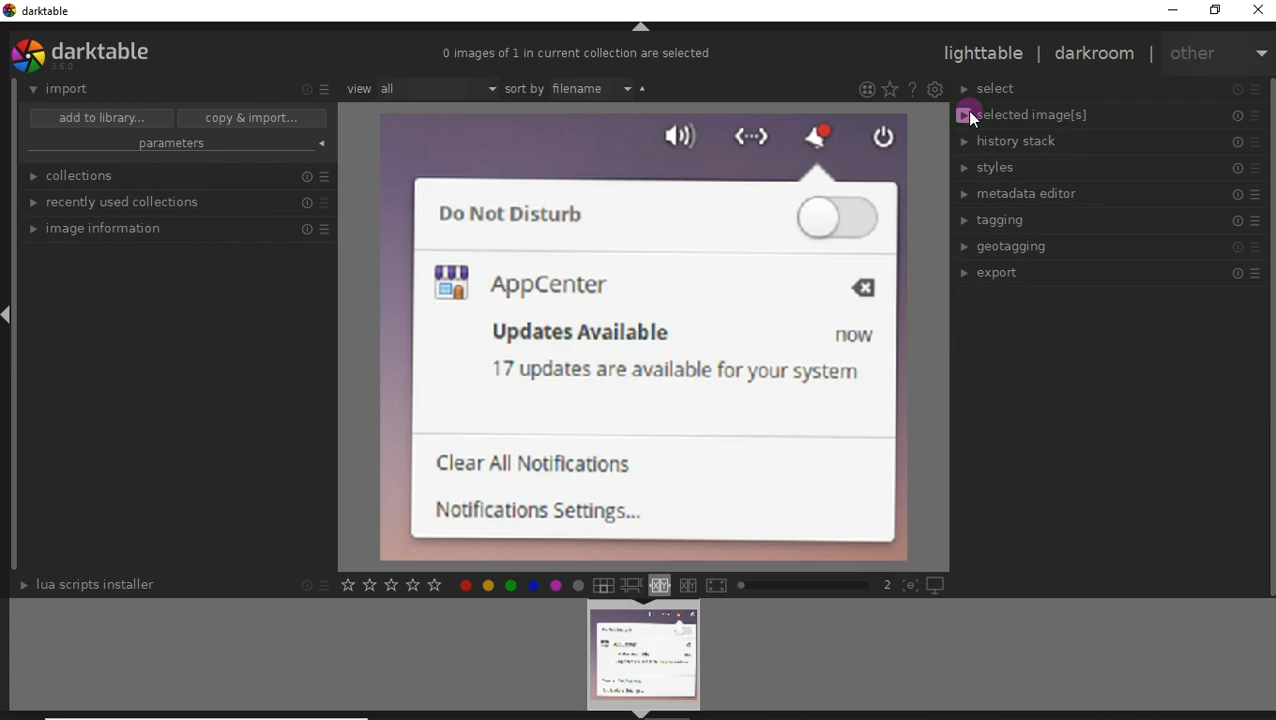 darktable
darktable
3.6.0
0 images of 1 in current collection are selected
lighttable | darkroom | other
import
view all sort by filename
select
add to library...
copy & import...
selected image[s]
parameters
history stack
collections
styles
recently used collections
metadata editor
image information
tagging
geotagging
export
Do Not Disturb
AppCenter
Updates Available now
17 updates are available for your system
Clear All Notifications
Notifications Settings...
lua scripts installer
2